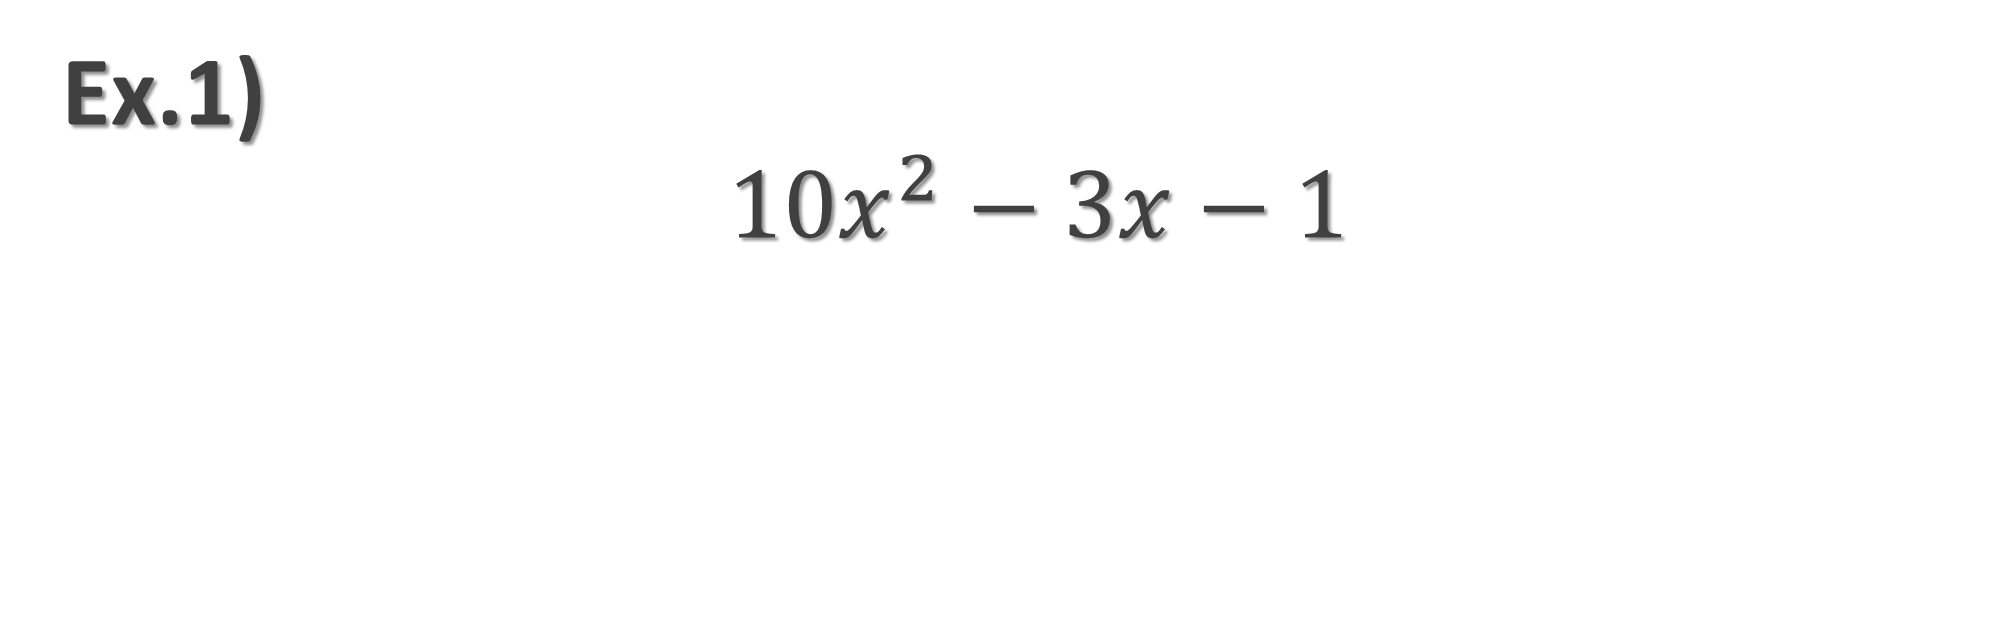 Ex.1)
10x² − 3x − 1